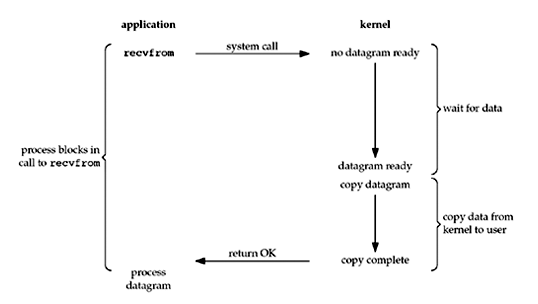 application
kernel
recvfrom
system call
no datagram ready
wait for data
process blocks in
call to recvfrom
datagram ready
copy datagram
copy data from
kernel to user
return OK
copy complete
process
datagram